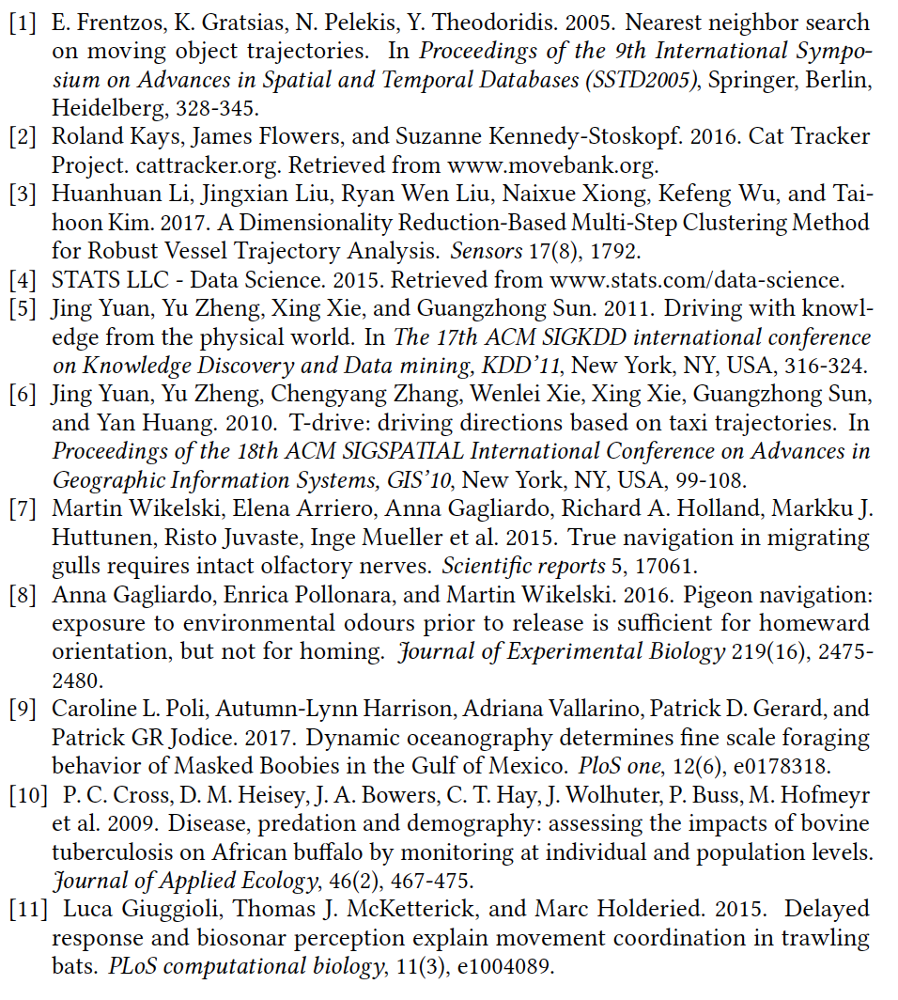 [1] E. Frentzos, K. Gratsias, N. Pelekis, Y. Theodoridis. 2005. Nearest neighbor search
on moving object trajectories. In Proceedings of the 9th International Sympo-
sium on Advances in Spatial and Temporal Databases (SSTD2005), Springer, Berlin,
Heidelberg, 328-345.
[2] Roland Kays, James Flowers, and Suzanne Kennedy-Stoskopf. 2016. Cat Tracker
Project. cattracker.org. Retrieved from www.movebank.org.
[3] Huanhuan Li, Jingxian Liu, Ryan Wen Liu, Naixue Xiong, Kefeng Wu, and Tai-
hoon Kim. 2017. A Dimensionality Reduction-Based Multi-Step Clustering Method
for Robust Vessel Trajectory Analysis. Sensors 17(8), 1792.
[4] STATS LLC - Data Science. 2015. Retrieved from www.stats.com/data-science.
[5] Jing Yuan, Yu Zheng, Xing Xie, and Guangzhong Sun. 2011. Driving with knowl-
edge from the physical world. In The 17th ACM SIGKDD international conference
on Knowledge Discovery and Data mining, KDD'11, New York, NY, USA, 316-324.
[6] Jing Yuan, Yu Zheng, Chengyang Zhang, Wenlei Xie, Xing Xie, Guangzhong Sun,
and Yan Huang. 2010. T-drive: driving directions based on taxi trajectories. In
Proceedings of the 18th ACM SIGSPATIAL International Conference on Advances in
Geographic Information Systems, GIS'10, New York, NY, USA, 99-108.
[7] Martin Wikelski, Elena Arriero, Anna Gagliardo, Richard A. Holland, Markku J.
Huttunen, Risto Juvaste, Inge Mueller et al. 2015. True navigation in migrating
gulls requires intact olfactory nerves. Scientific reports 5, 17061.
[8] Anna Gagliardo, Enrica Pollonara, and Martin Wikelski. 2016. Pigeon navigation:
exposure to environmental odours prior to release is sufficient for homeward
orientation, but not for homing. Journal of Experimental Biology 219(16), 2475-
2480.
[9] Caroline L. Poli, Autumn-Lynn Harrison, Adriana Vallarino, Patrick D. Gerard, and
Patrick GR Jodice. 2017. Dynamic oceanography determines fine scale foraging
behavior of Masked Boobies in the Gulf of Mexico. PloS one, 12(6), e0178318.
[10] P. C. Cross, D. M. Heisey, J. A. Bowers, C. T. Hay, J. Wolhuter, P. Buss, M. Hofmeyr
et al. 2009. Disease, predation and demography: assessing the impacts of bovine
tuberculosis on African buffalo by monitoring at individual and population levels.
Journal of Applied Ecology, 46(2), 467-475.
[11] Luca Giuggioli, Thomas J. McKetterick, and Marc Holderied. 2015. Delayed
response and biosonar perception explain movement coordination in trawling
bats. PLoS computational biology, 11(3), e1004089.